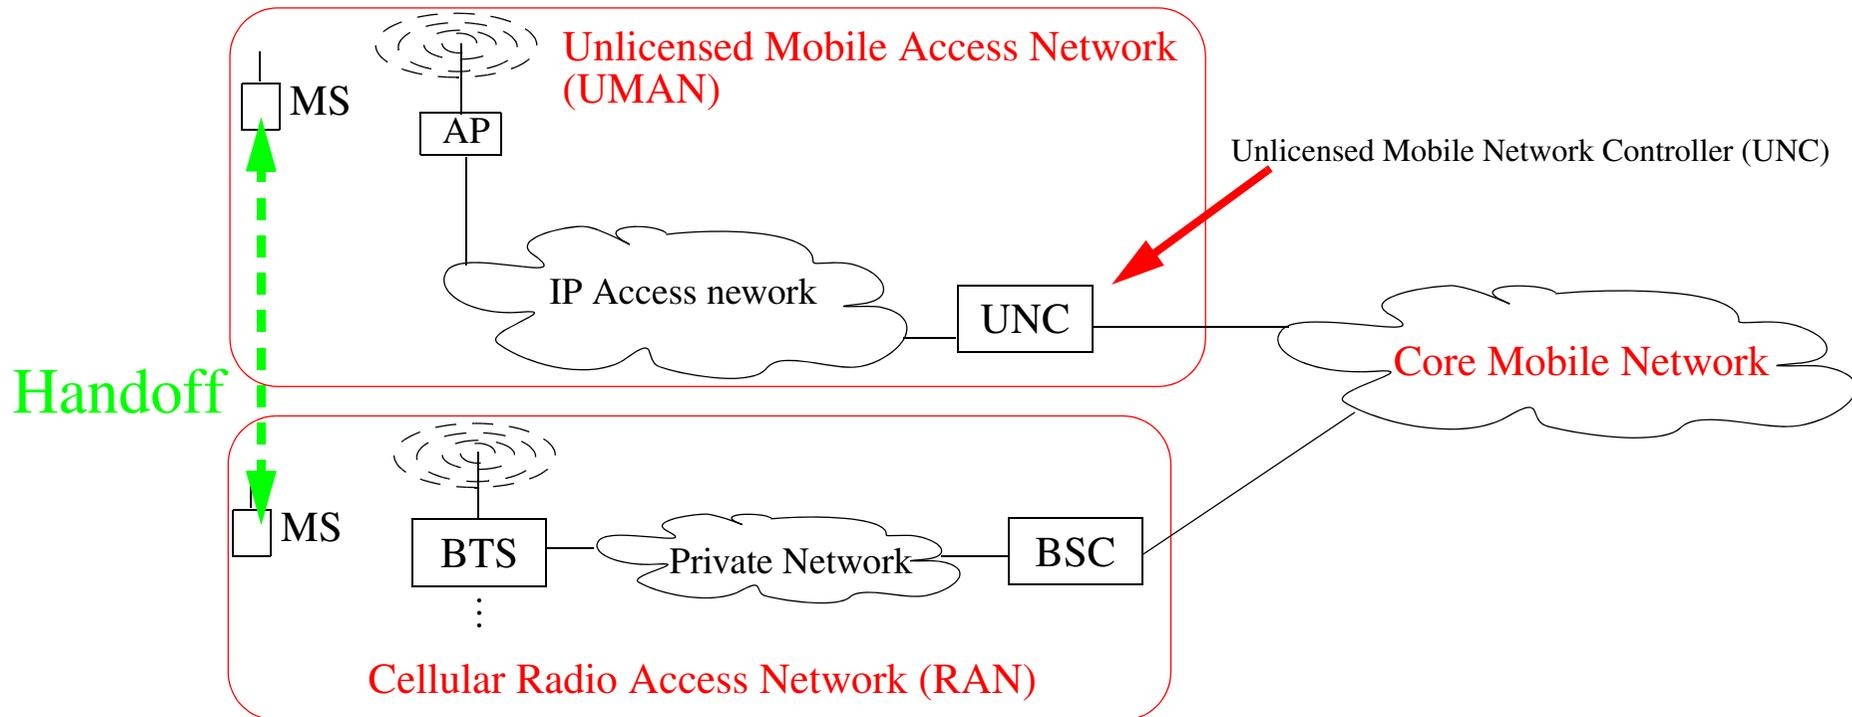 Unlicensed Mobile Access Network
(UMAN)
MS
AP
Unlicensed Mobile Network Controller (UNC)
IP Access nework
UNC
Core Mobile Network
Handoff
MS
BTS
Private Network
BSC
Cellular Radio Access Network (RAN)